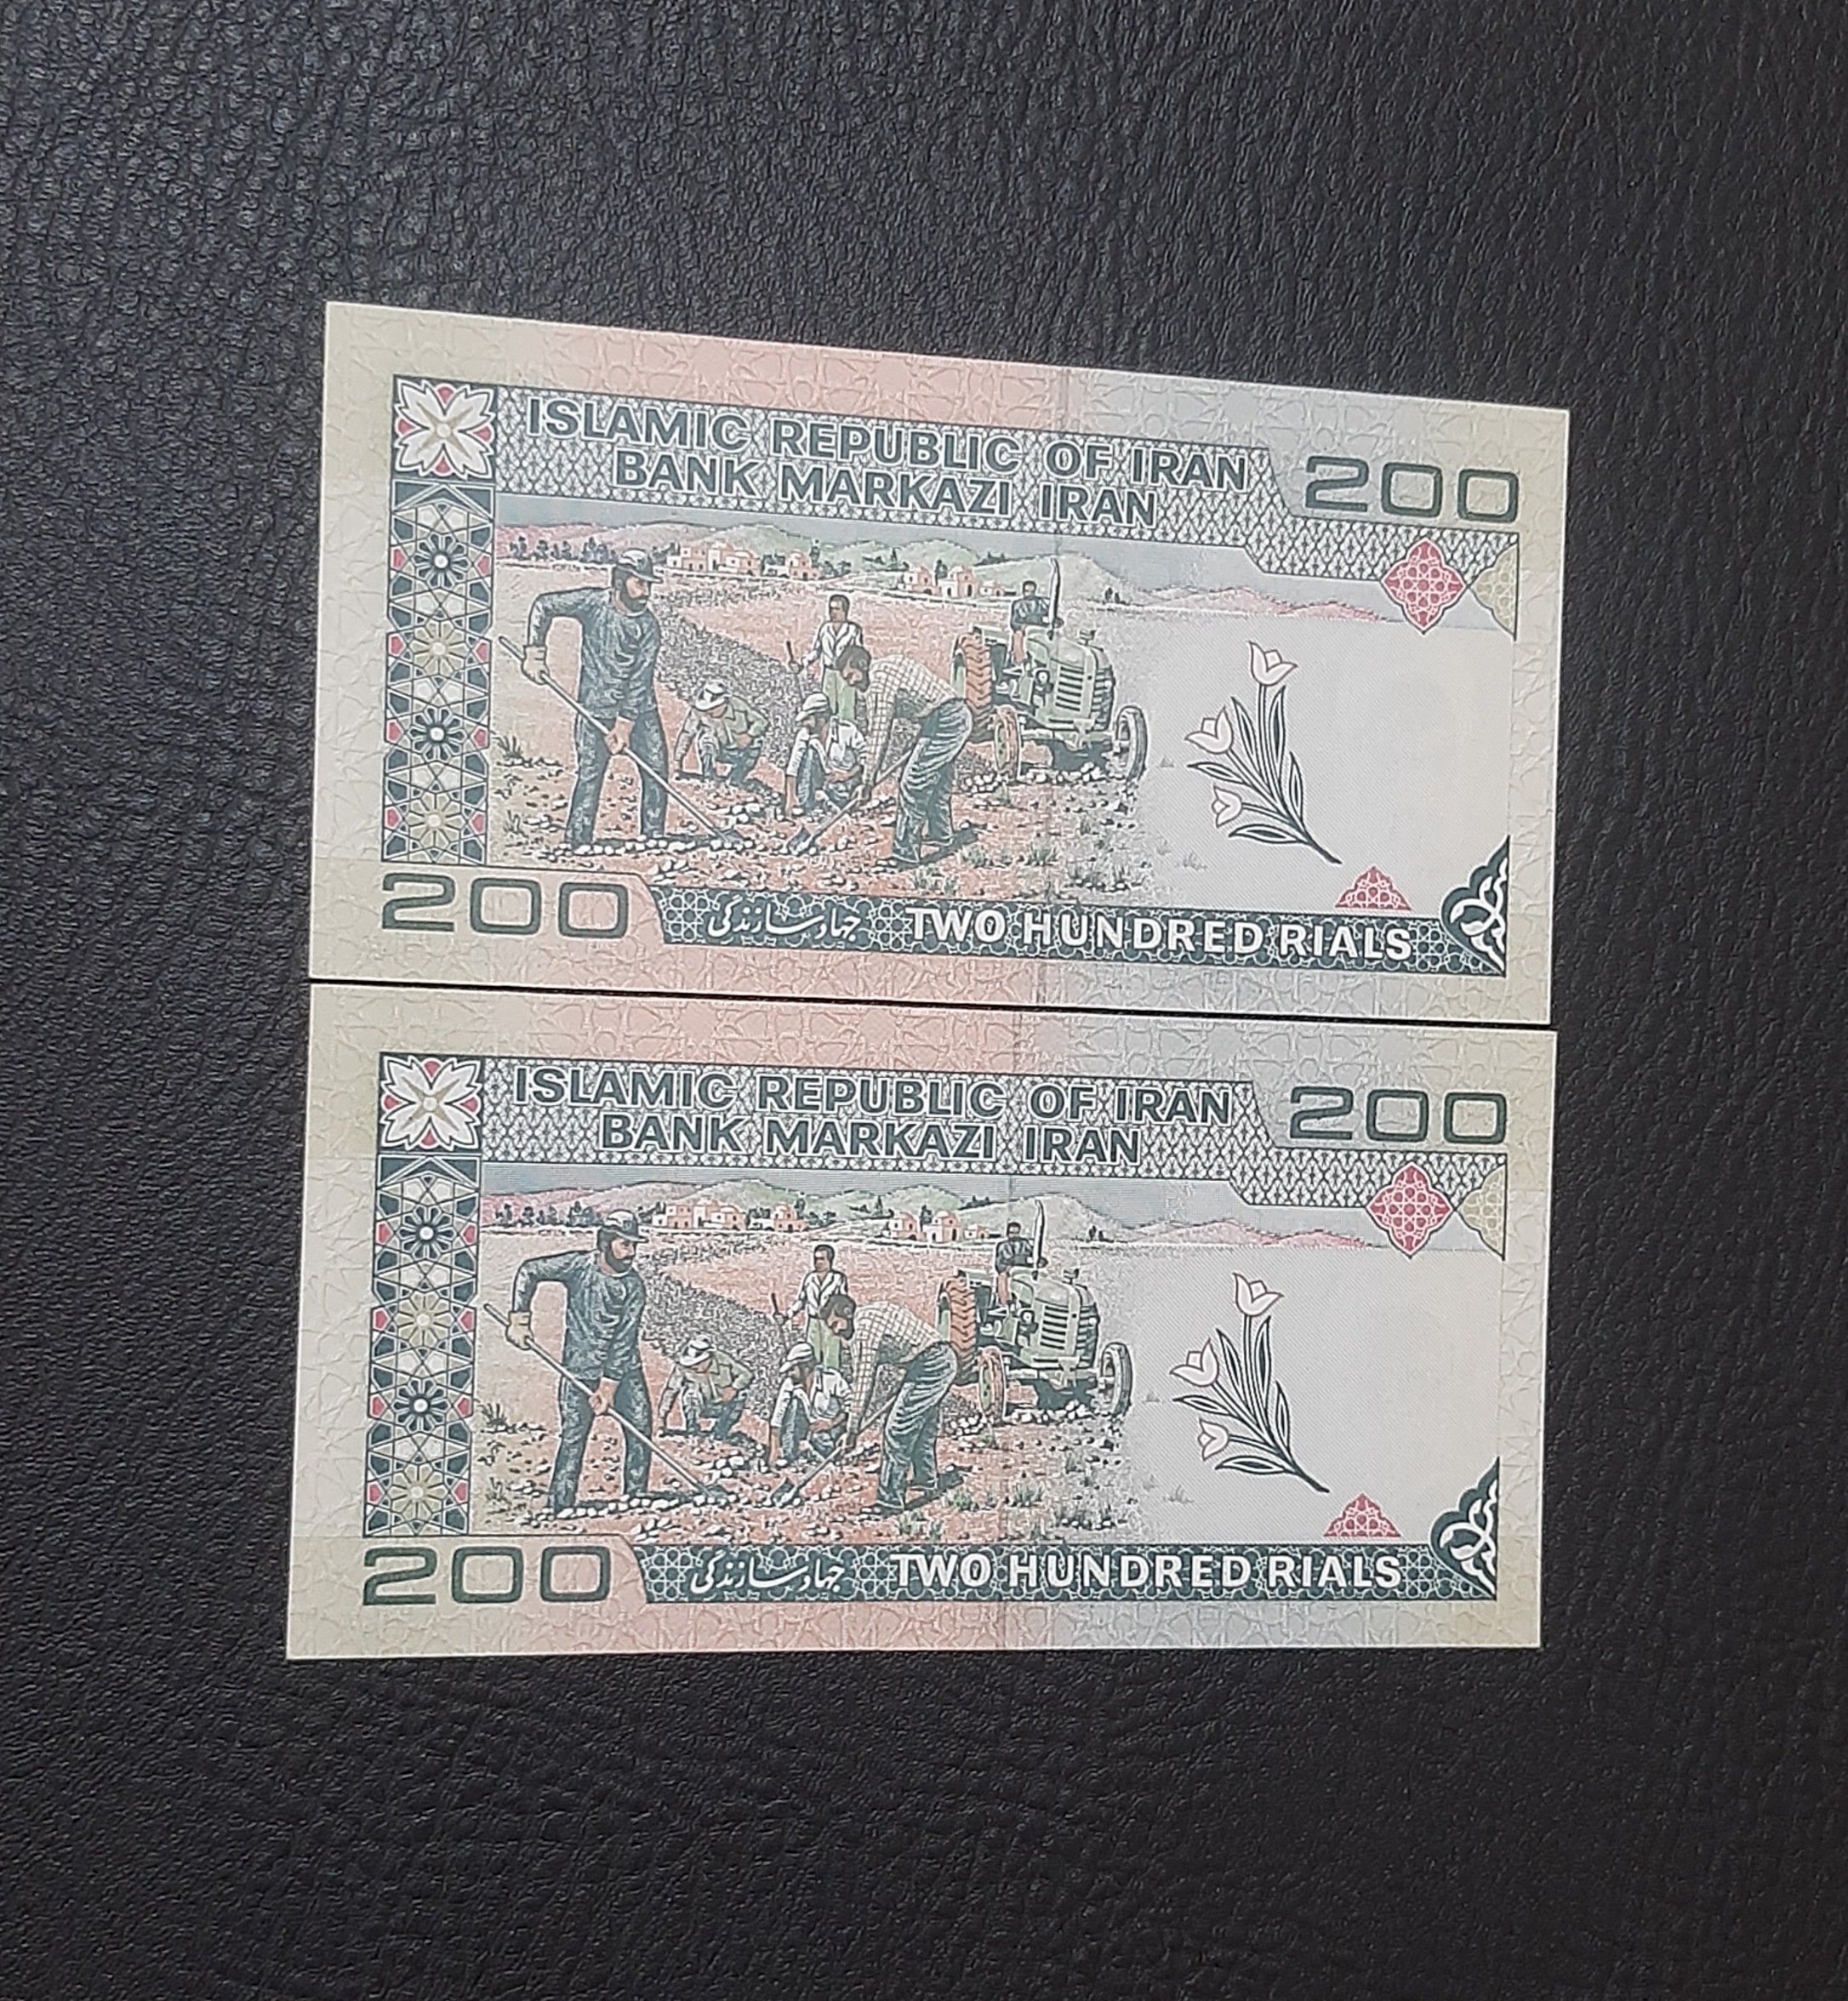 ISLAMIC REPUBLIC OF IRAN
BANK MARKAZI IRAN
200
200
جهاد سازندگی
TWO HUNDRED RIALS
ISLAMIC REPUBLIC OF IRAN
BANK MARKAZI IRAN
200
200
جهاد سازندگی
TWO HUNDRED RIALS